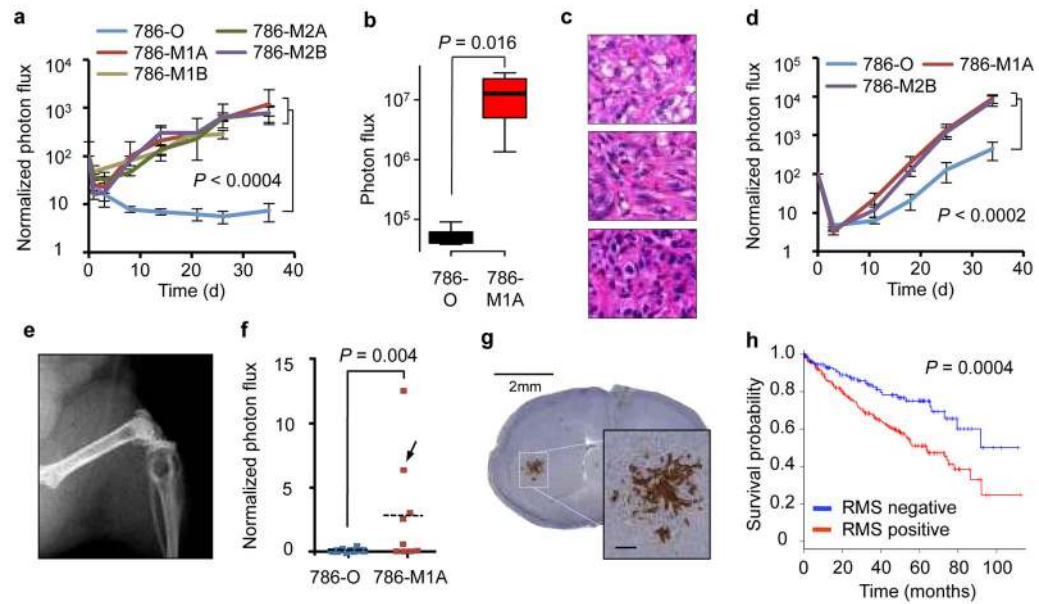 a
786-O
786-M2A
786-M1A
786-M2B
786-M1B
Normalized photon flux
10⁴
10³
10²
10
1
P < 0.0004
0 10 20 30 40
Time (d)
b
P = 0.016
Photon flux
10⁷
10⁶
10⁵
786-O
786-M1A
c
d
786-O
786-M1A
786-M2B
Normalized photon flux
10⁵
10⁴
10³
10²
10
1
P < 0.0002
0 10 20 30 40
Time (d)
e
f
P = 0.004
Normalized photon flux
15
10
5
0
786-O
786-M1A
g
2mm
h
P = 0.0004
Survival probability
1.0
0.8
0.6
0.4
0.2
0
RMS negative
RMS positive
0 20 40 60 80 100
Time (months)